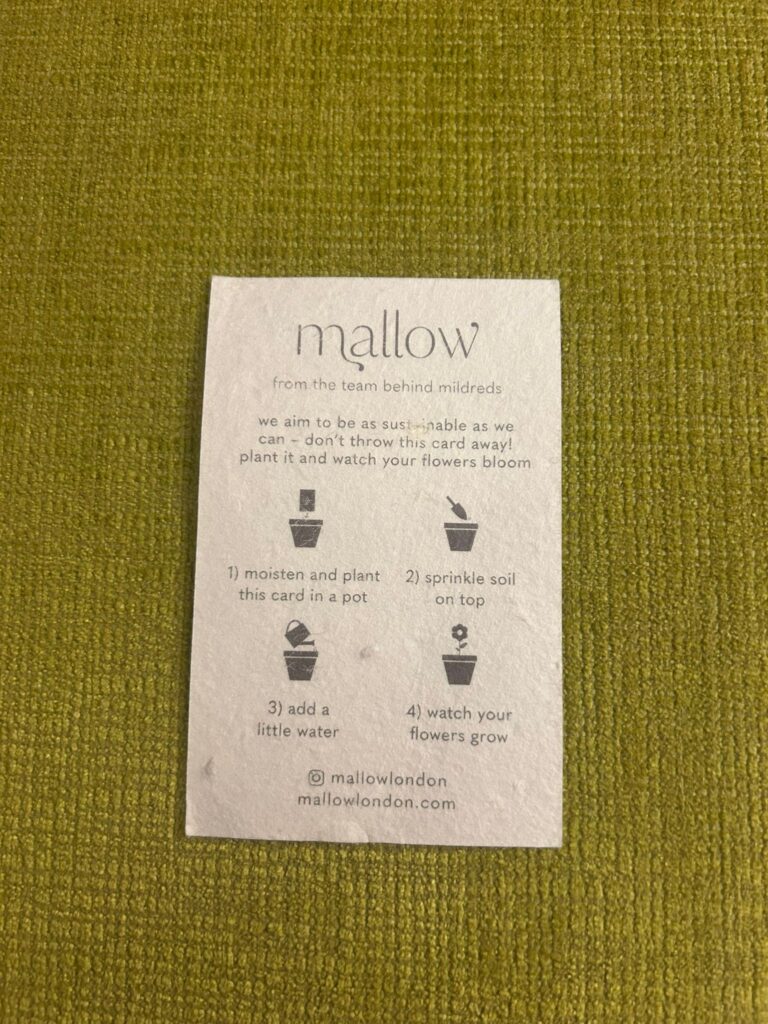 mallow
from the team behind mildreds
we aim to be as sustainable as we
can – don't throw this card away!
plant it and watch your flowers bloom
1) moisten and plant
this card in a pot
2) sprinkle soil
on top
3) add a
little water
4) watch your
flowers grow
mallowlondon
mallowlondon.com